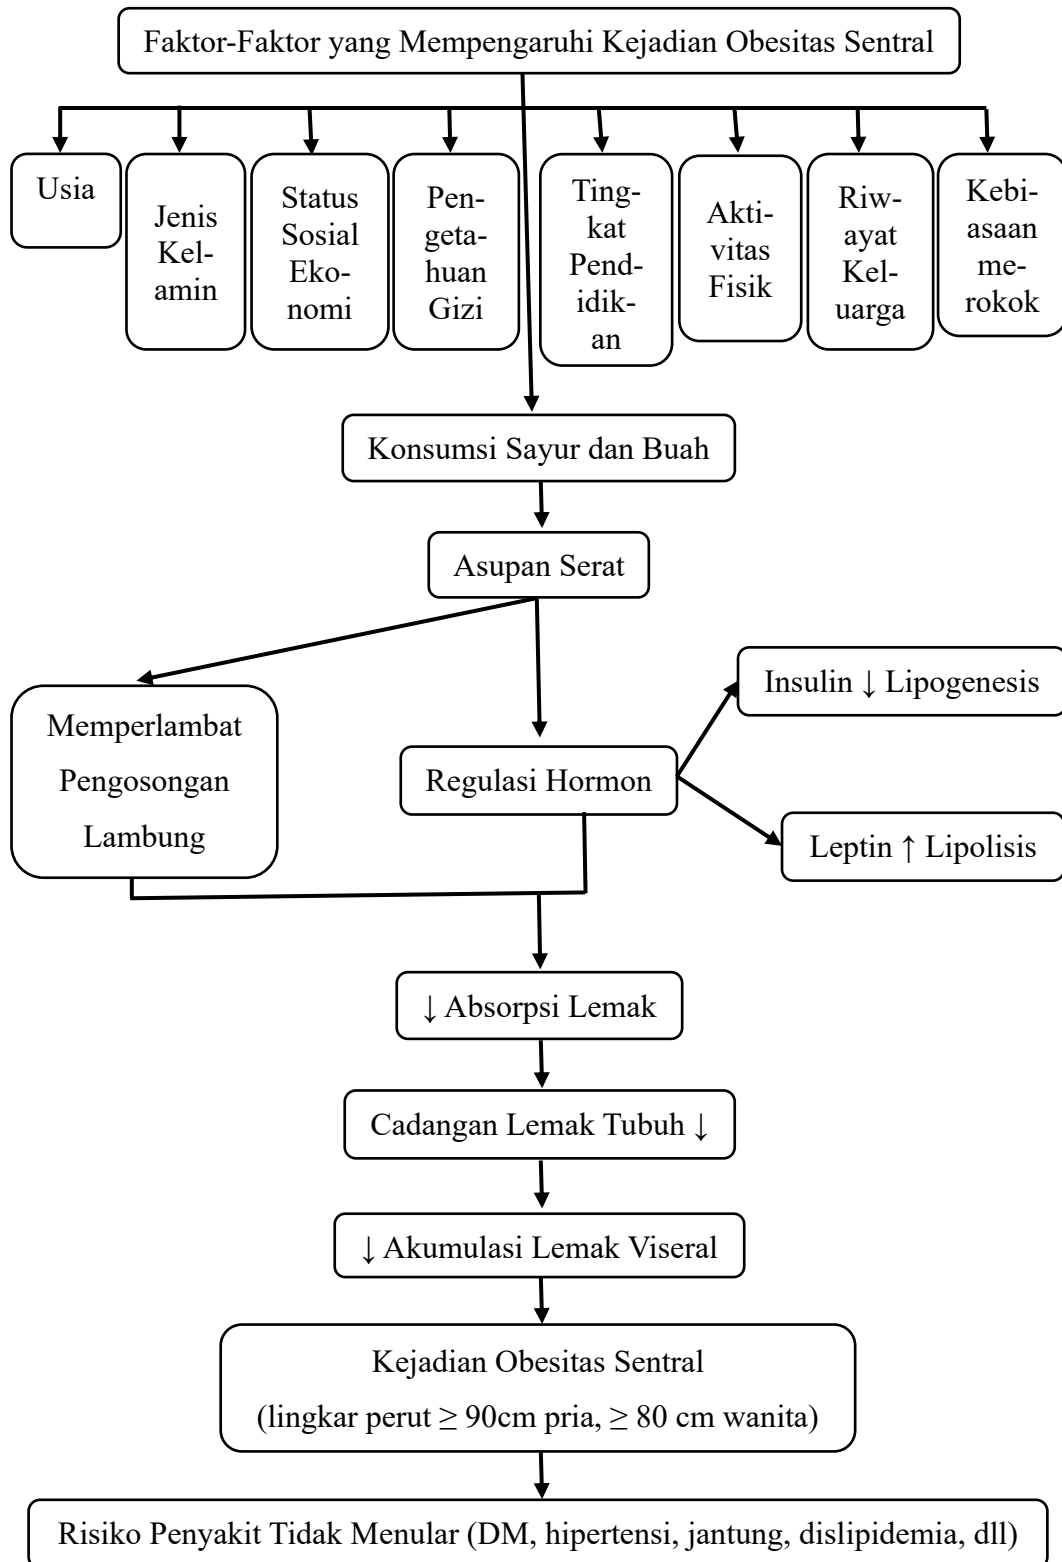 Faktor-Faktor yang Mempengaruhi Kejadian Obesitas Sentral
Usia
Jenis
Kel-
amin
Status
Sosial
Eko-
nomi
Pen-
geta-
huan
Gizi
Ting-
kat
Pend-
idik-
an
Akti-
vitas
Fisik
Riw-
ayat
Kel-
uarga
Kebi-
asaan
me-
rokok
Konsumsi Sayur dan Buah
Asupan Serat
Memperlambat
Pengosongan
Lambung
Regulasi Hormon
Insulin ↓ Lipogenesis
Leptin ↑ Lipolisis
↓ Absorpsi Lemak
Cadangan Lemak Tubuh ↓
↓ Akumulasi Lemak Viseral
Kejadian Obesitas Sentral
(lingkar perut ≥ 90cm pria, ≥ 80 cm wanita)
Risiko Penyakit Tidak Menular (DM, hipertensi, jantung, dislipidemia, dll)